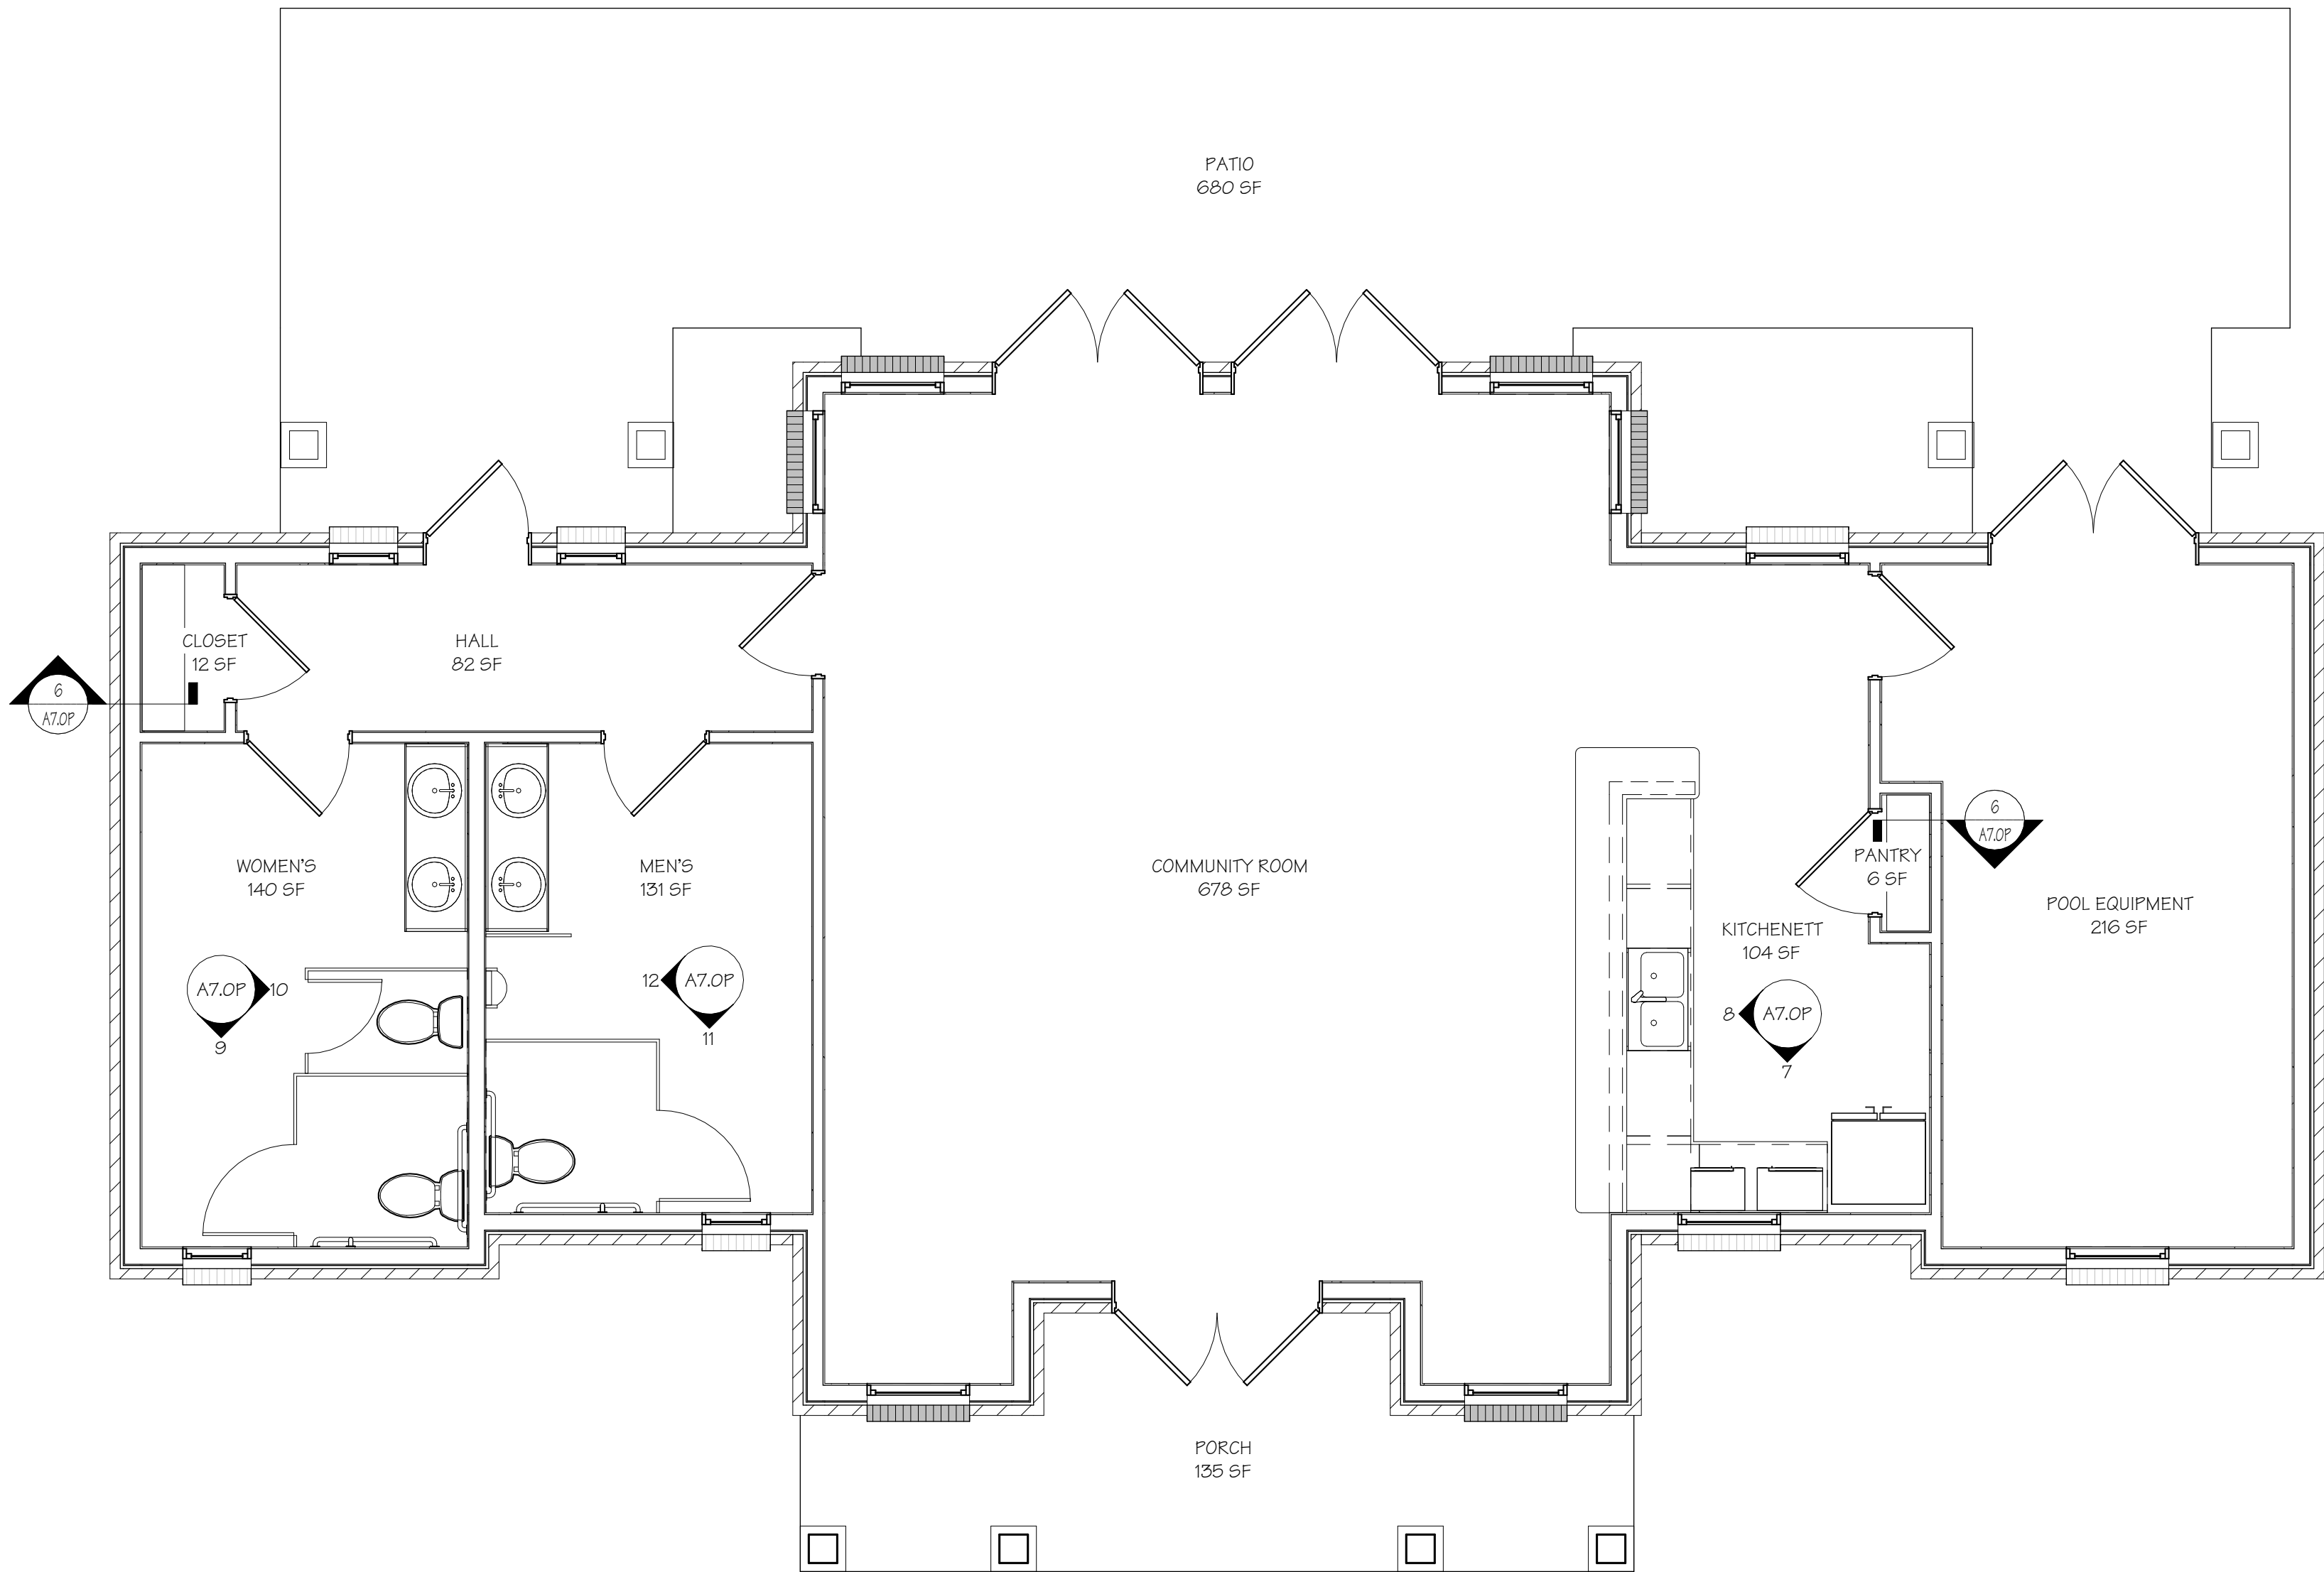 PATIO
680 SF
CLOSET
12 SF
HALL
82 SF
6
A7.0P
WOMEN'S
140 SF
MEN'S
131 SF
COMMUNITY ROOM
678 SF
PANTRY
6 SF
6
A7.0P
POOL EQUIPMENT
216 SF
KITCHENETT
104 SF
A7.0P
10
9
12
A7.0P
11
8
A7.0P
7
PORCH
135 SF